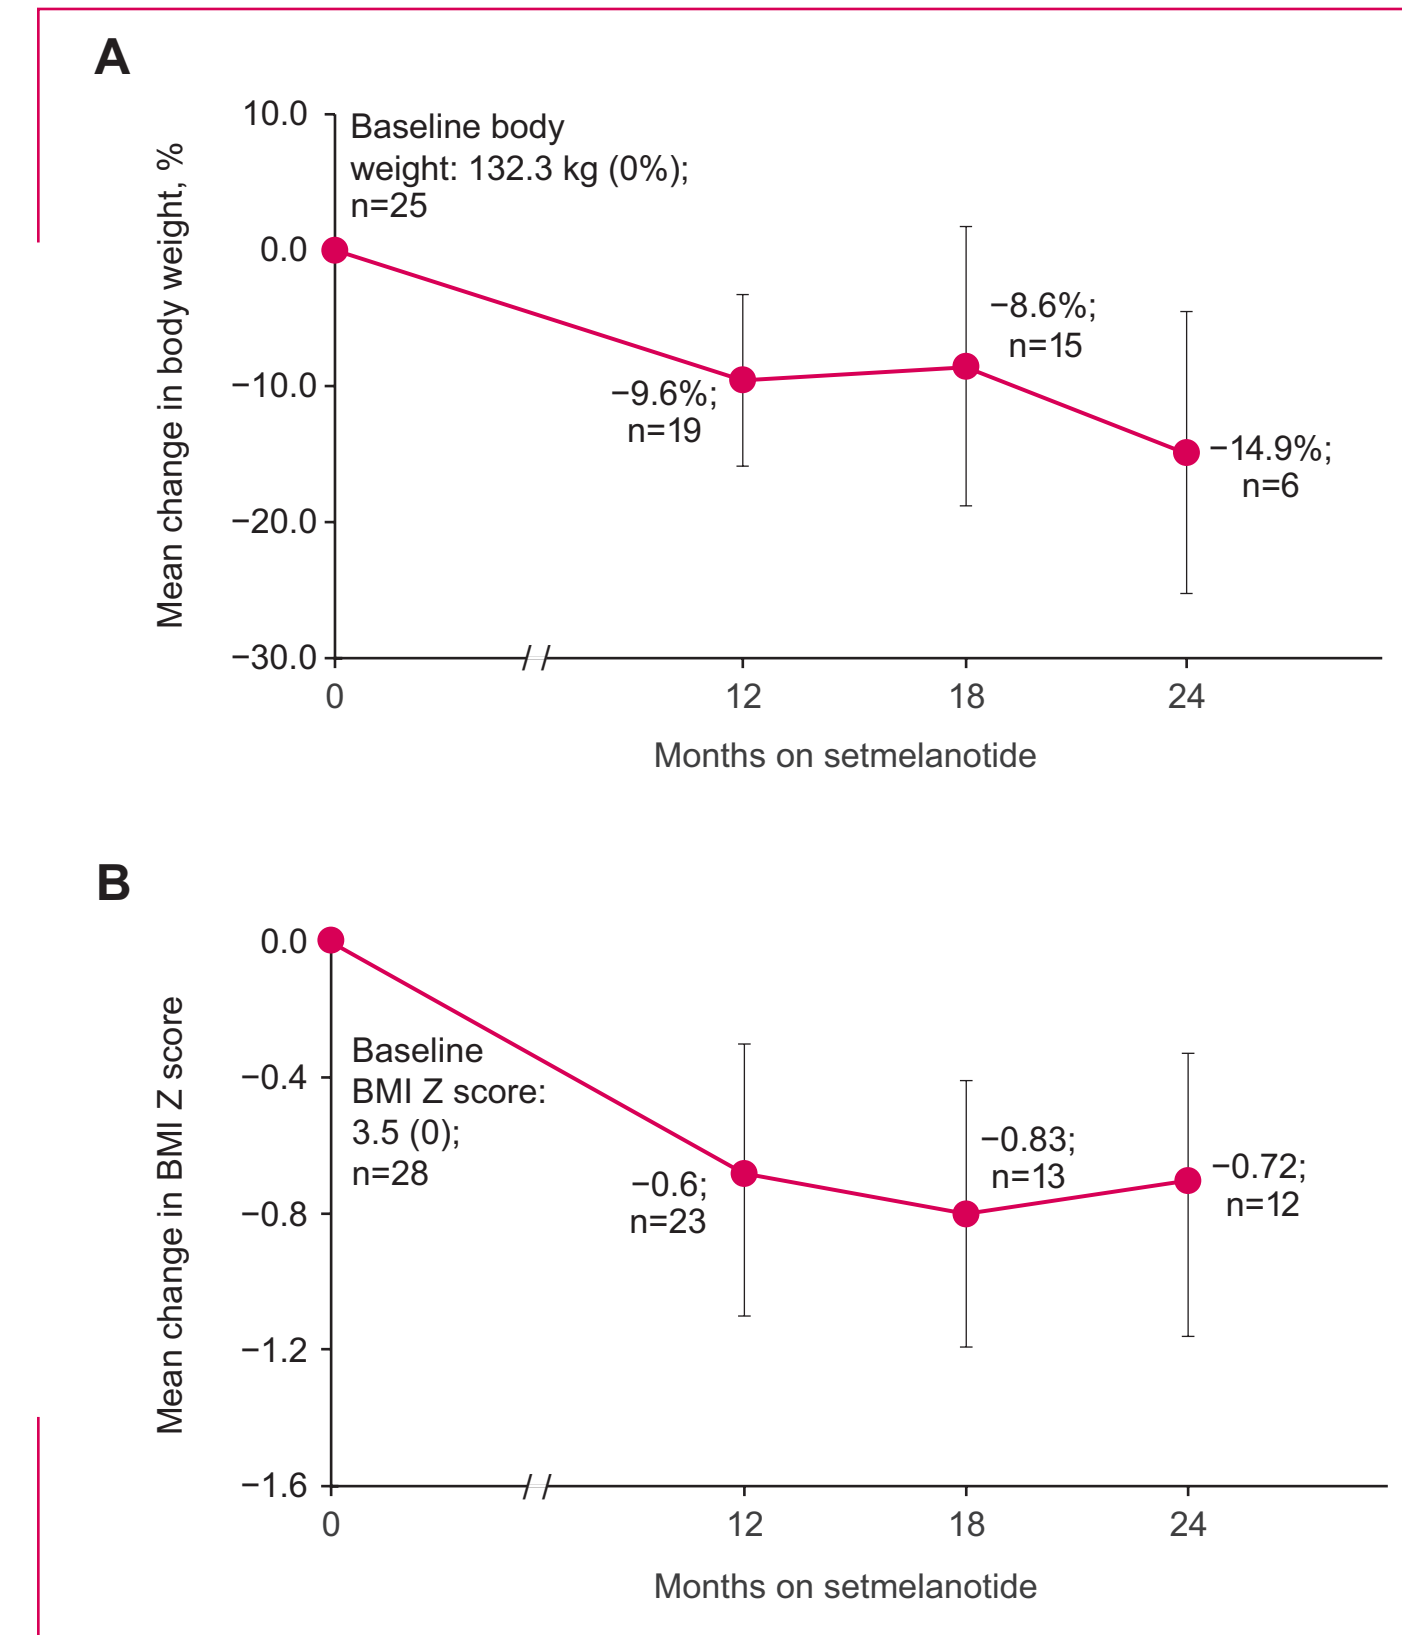 A
Mean change in body weight, %
10.0
0.0
−10.0
−20.0
−30.0
Baseline body
weight: 132.3 kg (0%);
n=25
−9.6%;
n=19
−8.6%;
n=15
−14.9%;
n=6
0
12
18
24
Months on setmelanotide
B
Mean change in BMI Z score
0.0
−0.4
−0.8
−1.2
−1.6
Baseline
BMI Z score:
3.5 (0);
n=28
−0.6;
n=23
−0.83;
n=13
−0.72;
n=12
0
12
18
24
Months on setmelanotide